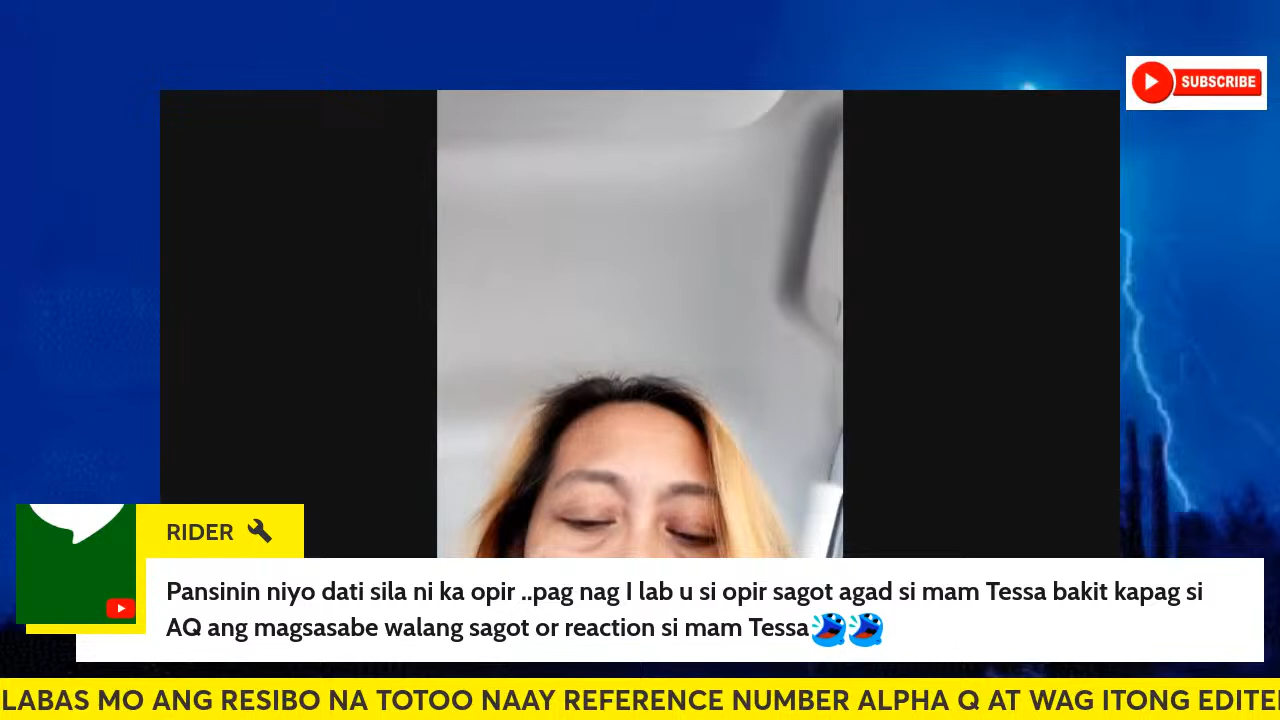 SUBSCRIBE
RIDER
Pansinin niyo dati sila ni ka opir ..pag nag I lab u si opir sagot agad si mam Tessa bakit kapag si
AQ ang magsasabe walang sagot or reaction si mam Tessa
LABAS MO ANG RESIBO NA TOTOO NAAY REFERENCE NUMBER ALPHA Q AT WAG ITONG